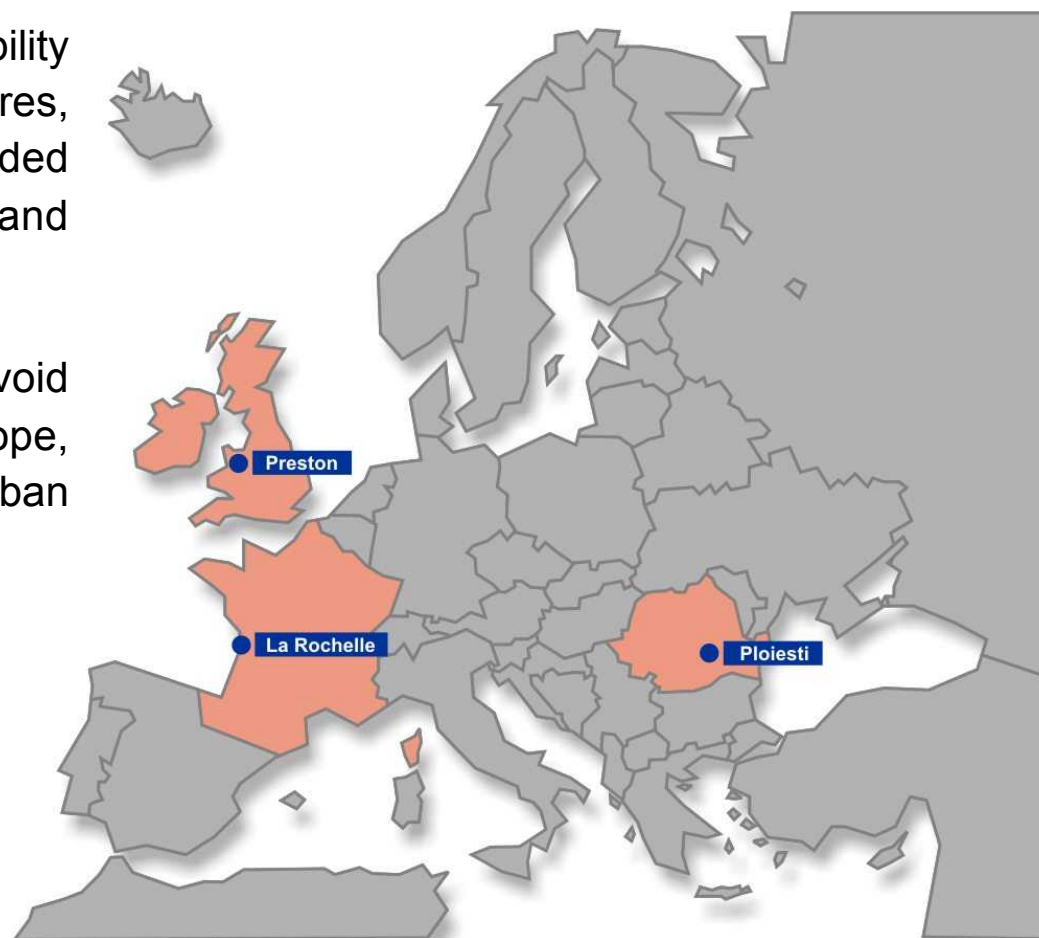 bility
res,
ded
and
void
ope,
ban
Preston
La Rochelle
Ploiesti